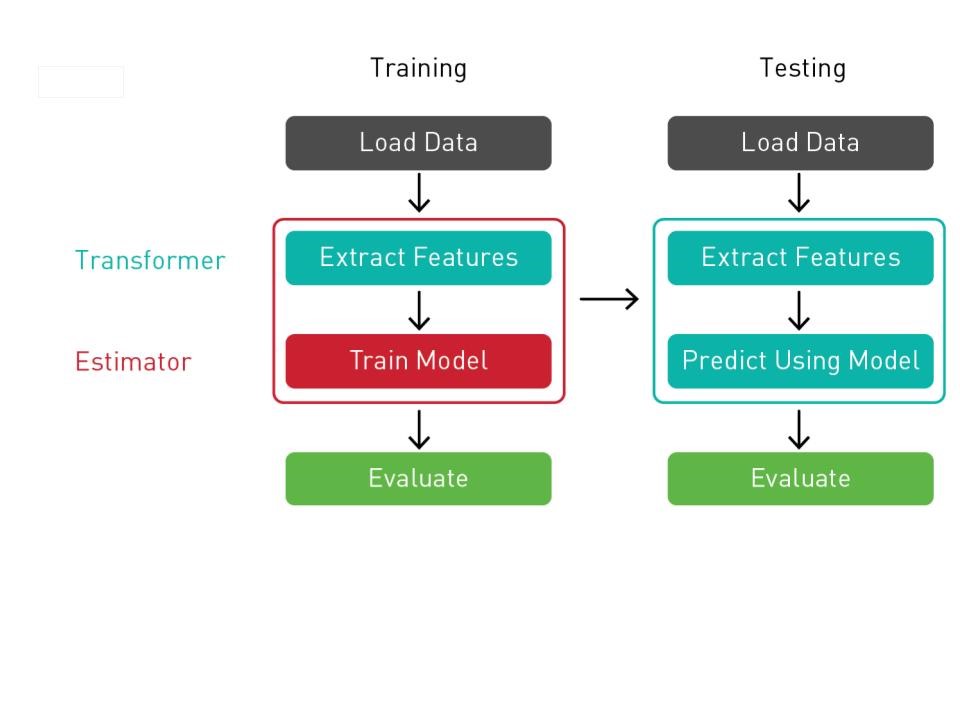 Training
Testing
Load Data
Load Data
Transformer
Extract Features
Extract Features
Estimator
Train Model
Predict Using Model
Evaluate
Evaluate